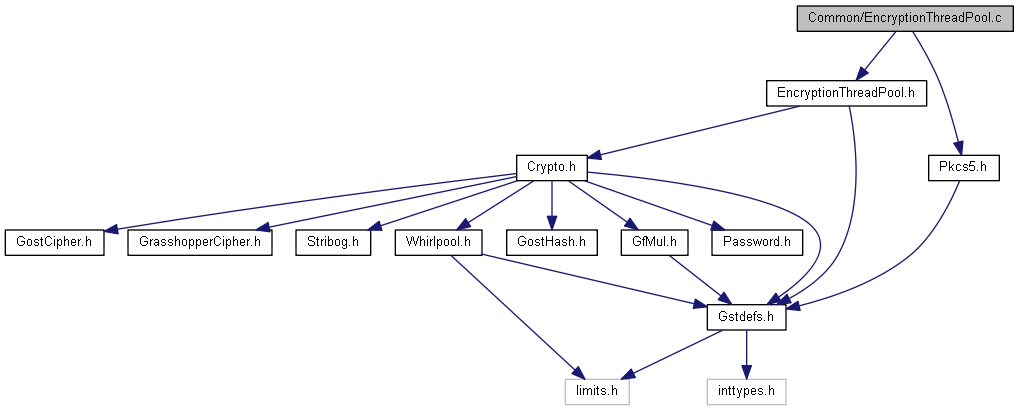 Common/EncryptionThreadPool.c
EncryptionThreadPool.h
Crypto.h
Pkcs5.h
GostCipher.h
GrasshopperCipher.h
Stribog.h
Whirlpool.h
GostHash.h
GfMul.h
Password.h
Gstdefs.h
limits.h
inttypes.h